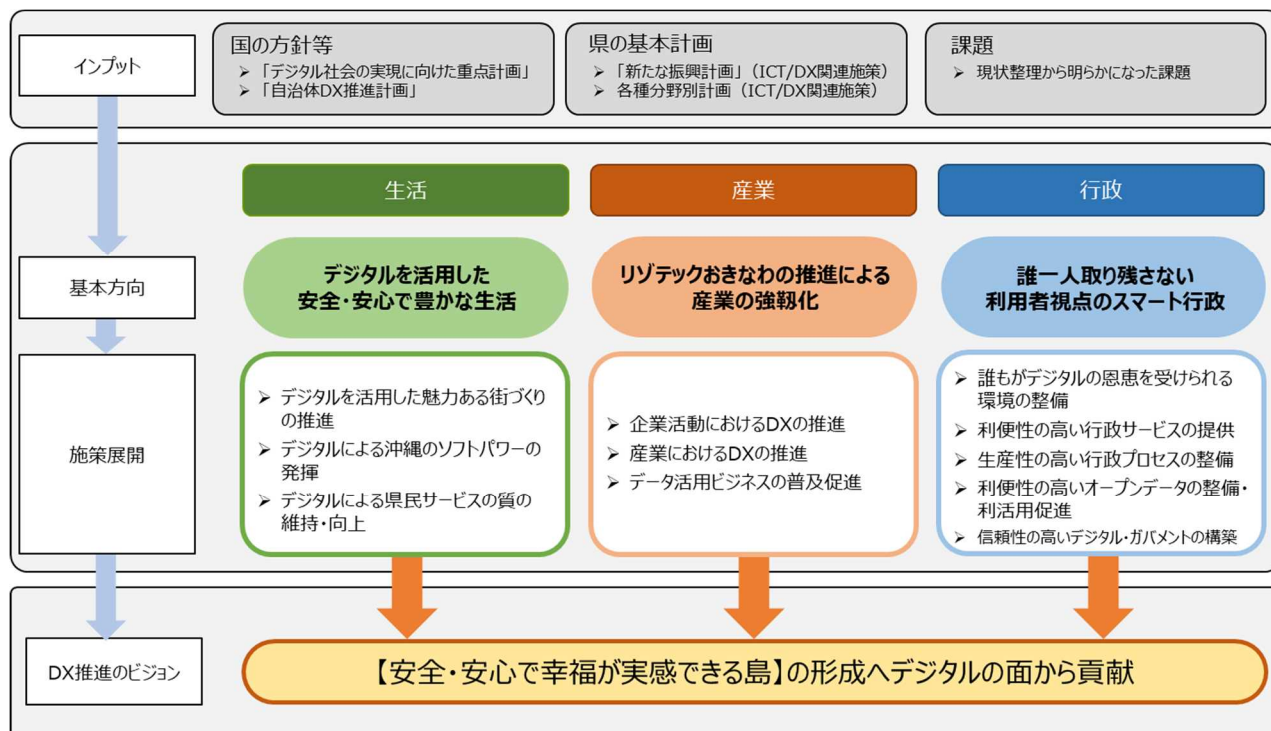 インプット
国の方針等
➢ 「デジタル社会の実現に向けた重点計画」
➢ 「自治体DX推進計画」
県の基本計画
➢ 「新たな振興計画」（ICT/DX関連施策）
➢ 各種分野別計画（ICT/DX関連施策）
課題
➢ 現状整理から明らかになった課題
生活
産業
行政
基本方向
デジタルを活用した
安全・安心で豊かな生活
リゾテックおきなわの推進による
産業の強靱化
誰一人取り残さない
利用者視点のスマート行政
施策展開
➢ デジタルを活用した魅力ある街づくり
の推進
➢ デジタルによる沖縄のソフトパワーの
発揮
➢ デジタルによる県民サービスの質の
維持・向上
➢ 企業活動におけるDXの推進
➢ 産業におけるDXの推進
➢ データ活用ビジネスの普及促進
➢ 誰もがデジタルの恩恵を受けられる
環境の整備
➢ 利便性の高い行政サービスの提供
➢ 生産性の高い行政プロセスの整備
➢ 利便性の高いオープンデータの整備・
利活用促進
➢ 信頼性の高いデジタル・ガバメントの構築
DX推進のビジョン
【安全・安心で幸福が実感できる島】の形成へデジタルの面から貢献